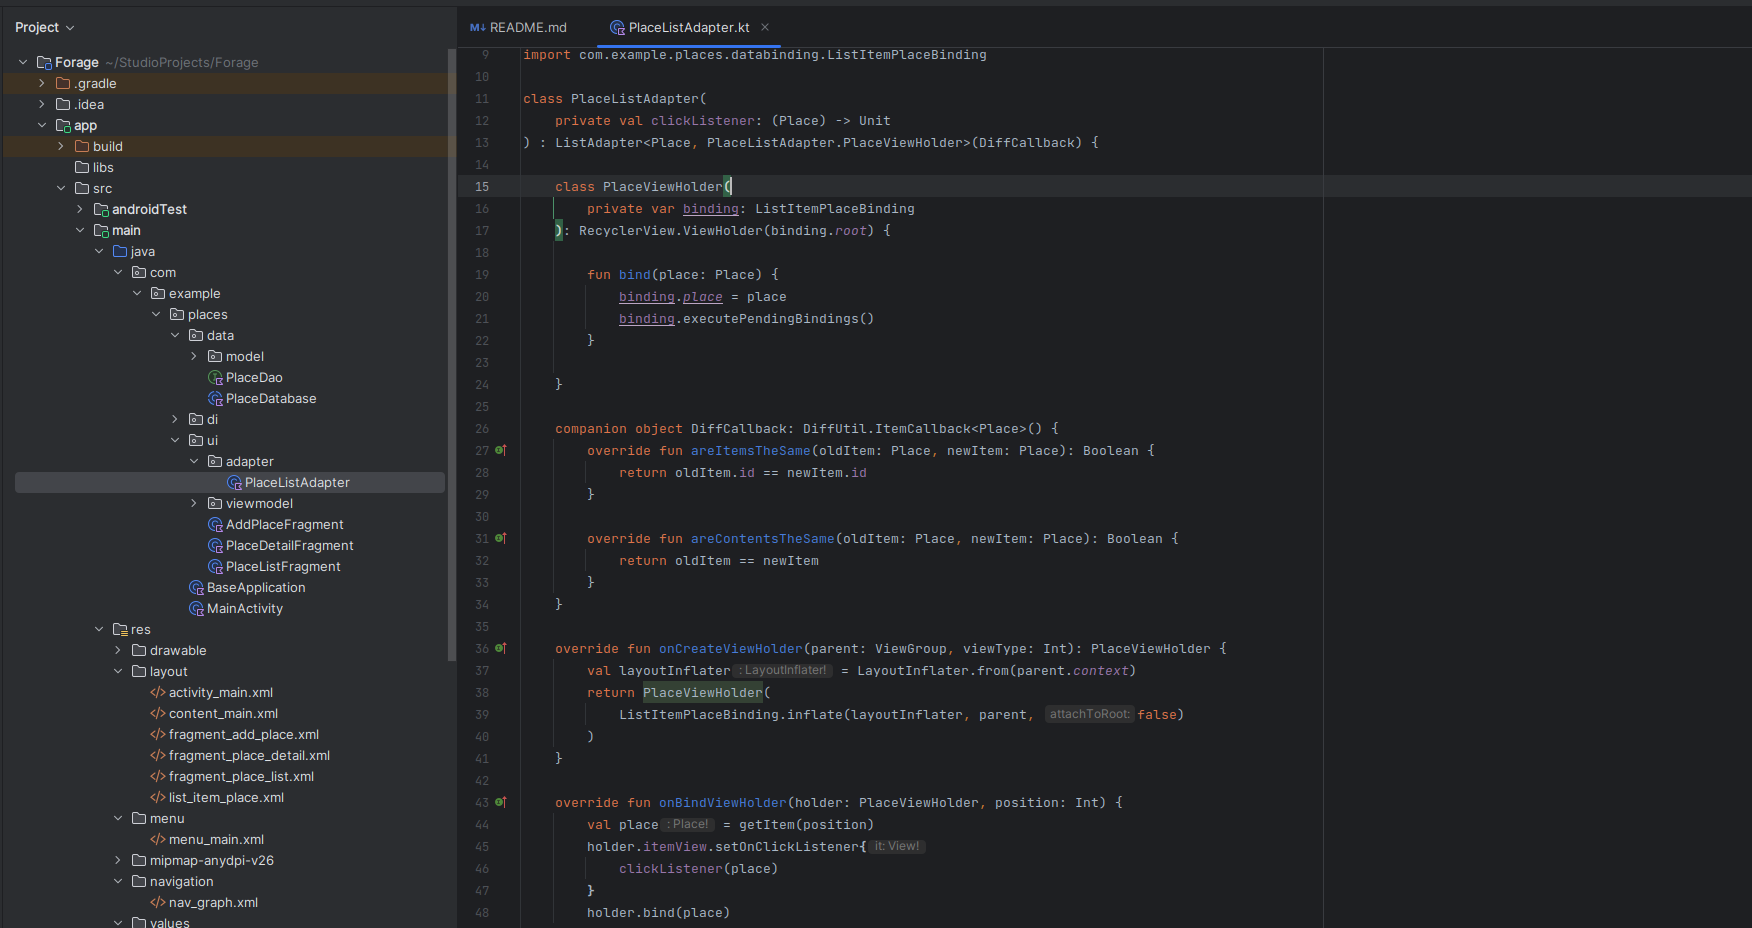 Project
Forage ~/StudioProjects/Forage
.gradle
.idea
app
build
libs
src
androidTest
main
java
com
example
places
data
model
PlaceDao
PlaceDatabase
di
ui
adapter
PlaceListAdapter
viewmodel
AddPlaceFragment
PlaceDetailFragment
PlaceListFragment
BaseApplication
MainActivity
res
drawable
layout
activity_main.xml
content_main.xml
fragment_add_place.xml
fragment_place_detail.xml
fragment_place_list.xml
list_item_place.xml
menu
menu_main.xml
mipmap-anydpi-v26
navigation
nav_graph.xml
values
M↓ README.md PlaceListAdapter.kt
9 import com.example.places.databinding.ListItemPlaceBinding
10
11 class PlaceListAdapter(
12 private val clickListener: (Place) -> Unit
13 ) : ListAdapter<Place, PlaceListAdapter.PlaceViewHolder>(DiffCallback) {
14
15 class PlaceViewHolder(
16 private var binding: ListItemPlaceBinding
17 ): RecyclerView.ViewHolder(binding.root) {
18
19 fun bind(place: Place) {
20 binding.place = place
21 binding.executePendingBindings()
22 }
23
24 }
25
26 companion object DiffCallback: DiffUtil.ItemCallback<Place>() {
27 override fun areItemsTheSame(oldItem: Place, newItem: Place): Boolean {
28 return oldItem.id == newItem.id
29 }
30
31 override fun areContentsTheSame(oldItem: Place, newItem: Place): Boolean {
32 return oldItem == newItem
33 }
34 }
35
36 override fun onCreateViewHolder(parent: ViewGroup, viewType: Int): PlaceViewHolder {
37 val layoutInflater : LayoutInflater! = LayoutInflater.from(parent.context)
38 return PlaceViewHolder(
39 ListItemPlaceBinding.inflate(layoutInflater, parent, attachToRoot: false)
40 )
41 }
42
43 override fun onBindViewHolder(holder: PlaceViewHolder, position: Int) {
44 val place : Place! = getItem(position)
45 holder.itemView.setOnClickListener{ it: View!
46 clickListener(place)
47 }
48 holder.bind(place)